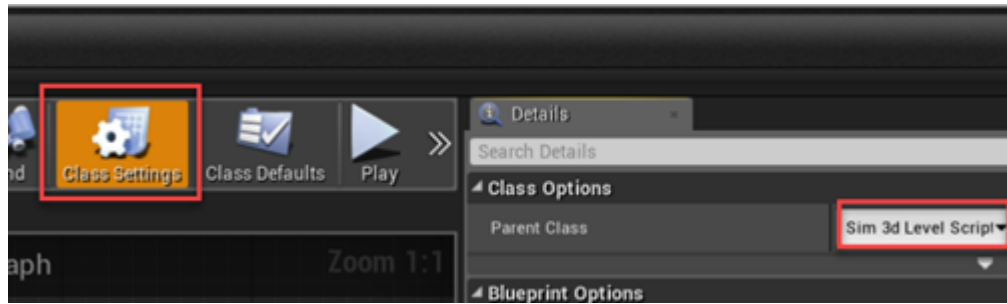 Details
Search Details
nd
Class Settings
Class Defaults
Play
Class Options
Parent Class
Sim 3d Level Script
aph
Zoom 1:1
Blueprint Options